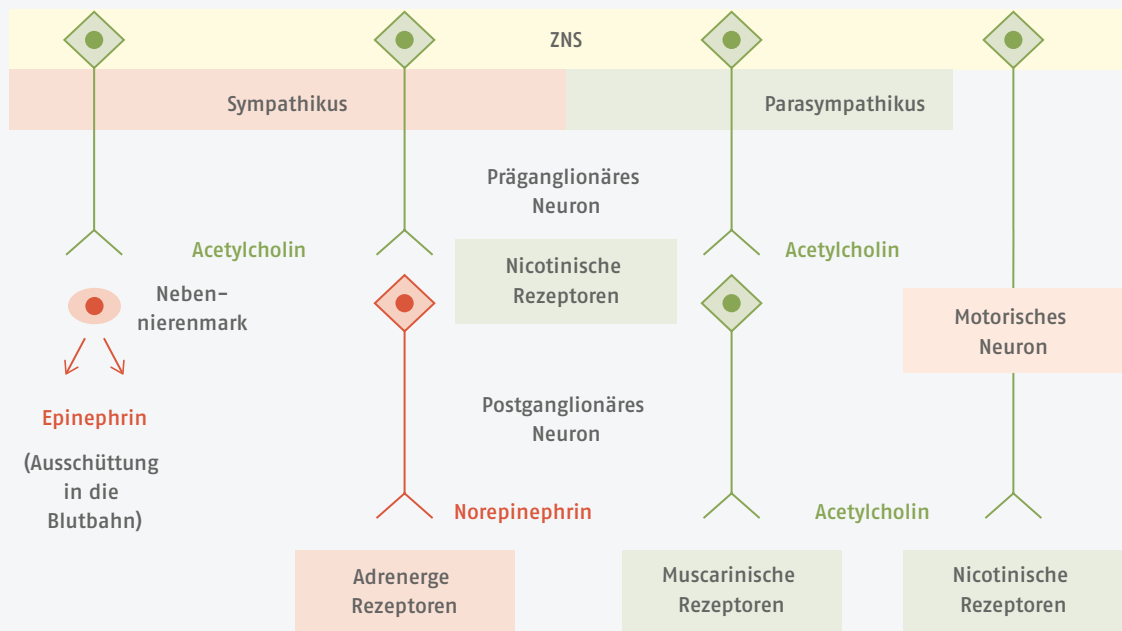 ZNS
Sympathikus
Parasympathikus
Präganglionäres
Neuron
Acetylcholin
Nicotinische
Rezeptoren
Acetylcholin
Neben-
nierenmark
Motorisches
Neuron
Epinephrin
(Ausschüttung
in die
Blutbahn)
Postganglionäres
Neuron
Norepinephrin
Acetylcholin
Adrenerge
Rezeptoren
Muscarinische
Rezeptoren
Nicotinische
Rezeptoren